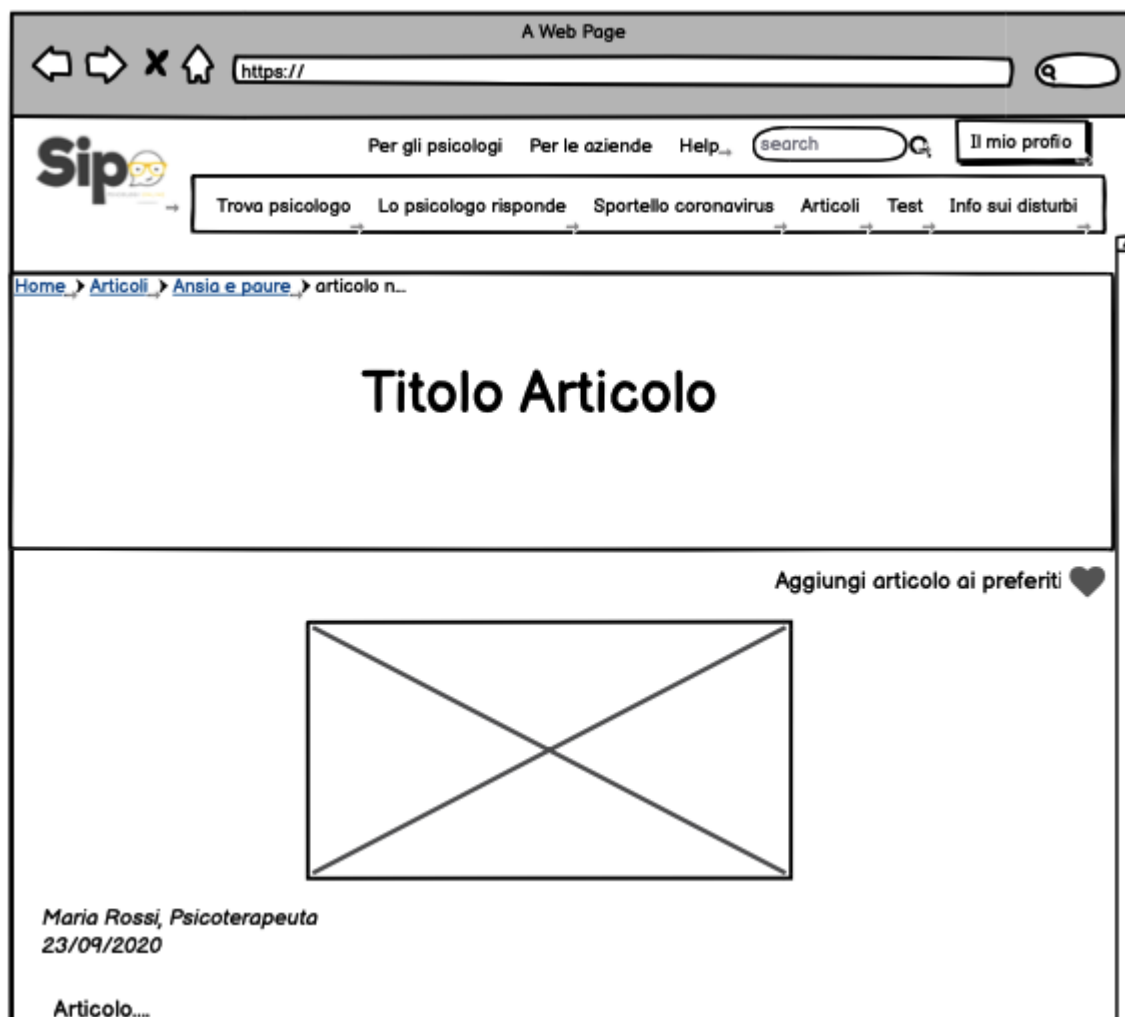 A Web Page
https://
Sipo
Per gli psicologi Per le aziende Help search Il mio profio
Trova psicologo Lo psicologo risponde Sportello coronavirus Articoli Test Info sui disturbi
Home Articoli Ansia e paure articolo n...
Titolo Articolo
Aggiungi articolo ai preferiti
Maria Rossi, Psicoterapeuta
23/09/2020
Articolo....